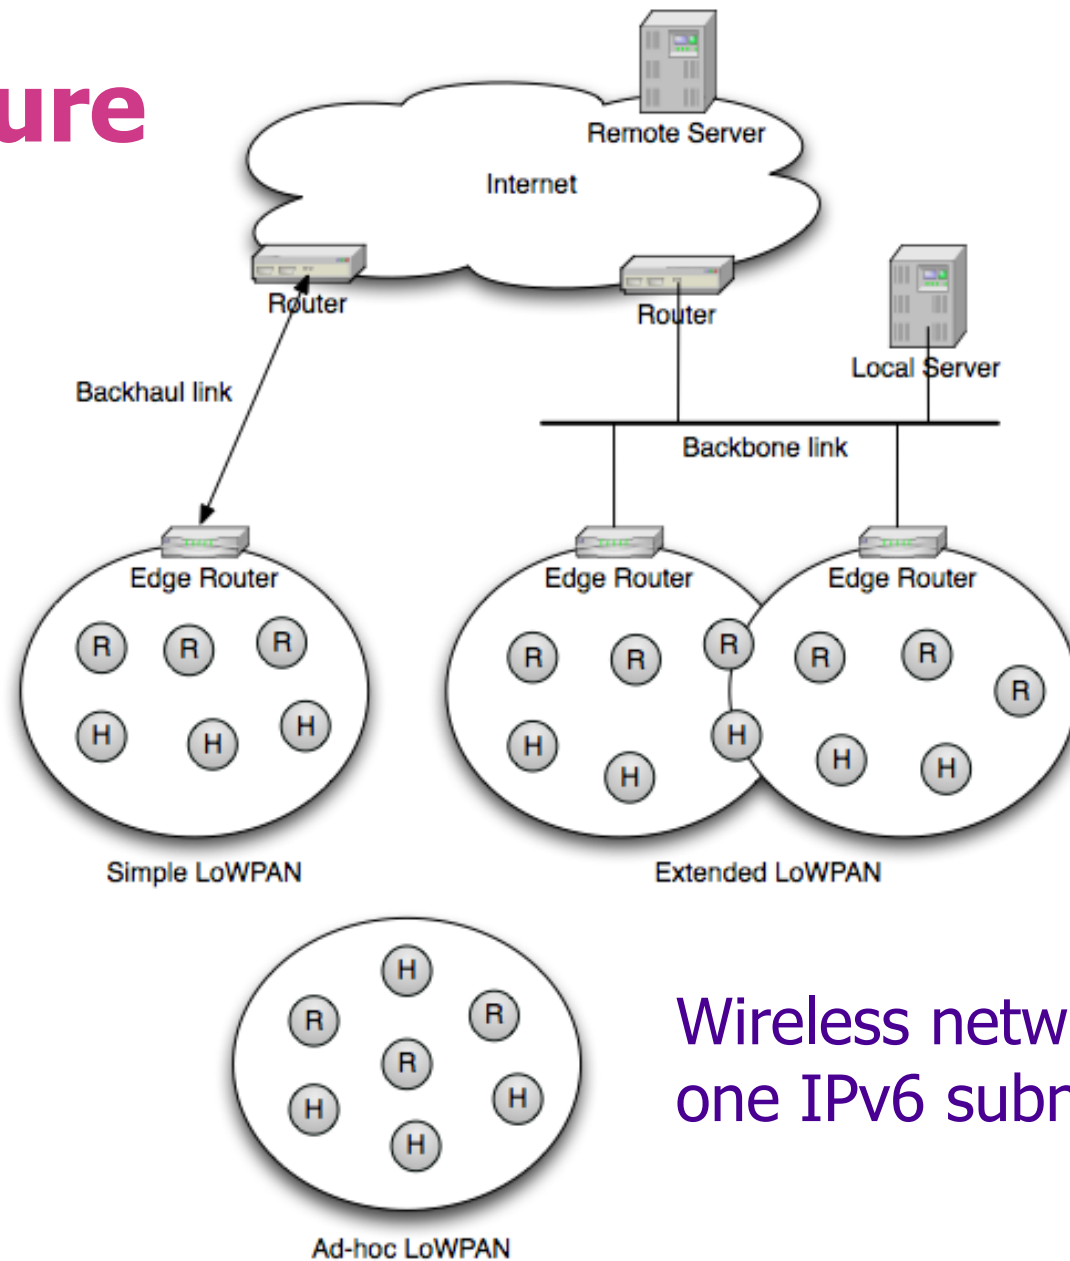 ure
Remote Server
Internet
Router
Router
Local Server
Backhaul link
Backbone link
Edge Router
Edge Router
Edge Router
R R R
H H H
R R R R R R
H H H H H
Simple LoWPAN
Extended LoWPAN
H
R R
R
H H
H
Wireless netw
one IPv6 subr
Ad-hoc LoWPAN